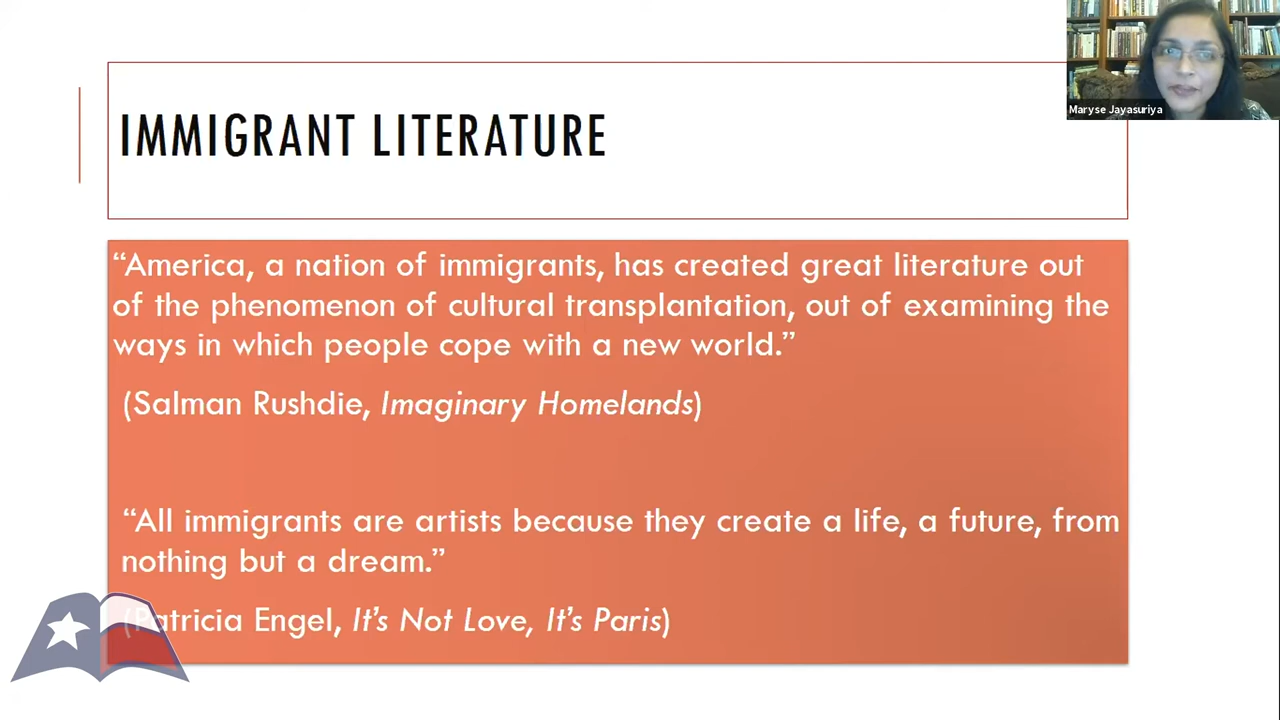 Maryse Jayasuriya
IMMIGRANT LITERATURE
“America, a nation of immigrants, has created great literature out
of the phenomenon of cultural transplantation, out of examining the
ways in which people cope with a new world.”
(Salman Rushdie, Imaginary Homelands)
“All immigrants are artists because they create a life, a future, from
nothing but a dream.”
(Patricia Engel, It’s Not Love, It’s Paris)